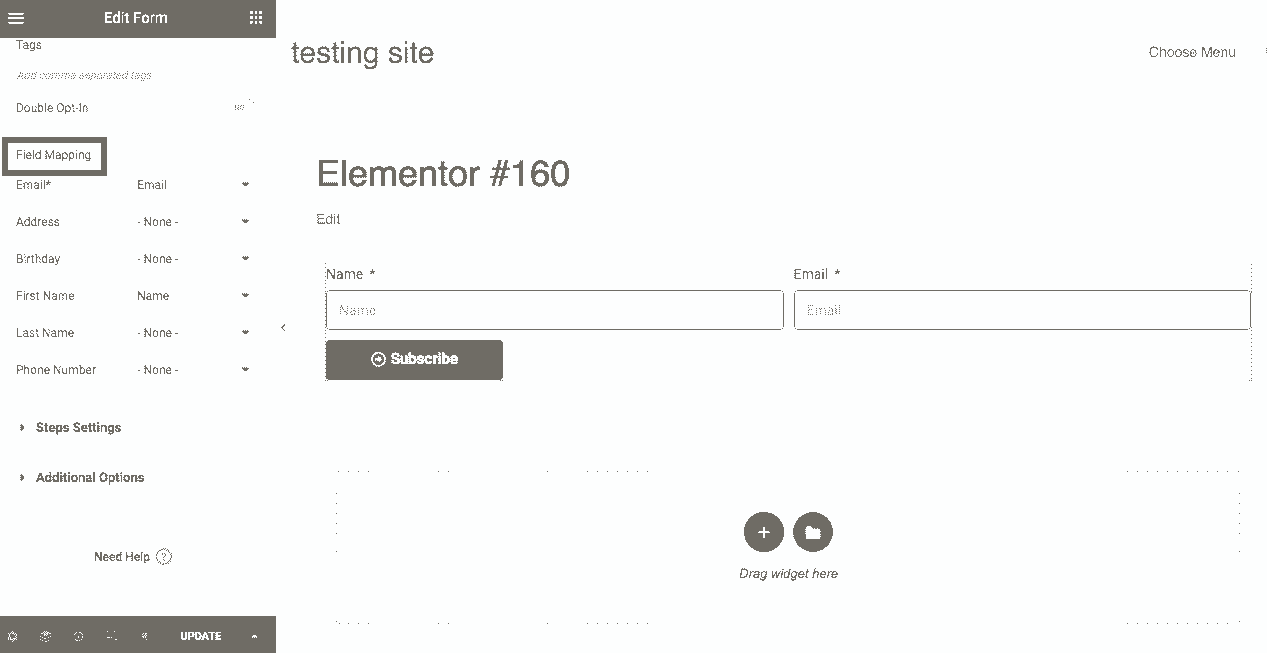 Edit Form
Tags
Add comma separated tags
Double Opt-In
Field Mapping
Email* Email
Address - None -
Birthday - None -
First Name Name
Last Name - None -
Phone Number - None -
Steps Settings
Additional Options
Need Help ?
UPDATE
testing site
Choose Menu
Elementor #160
Edit
Name * Email *
Name Email
Subscribe
Drag widget here